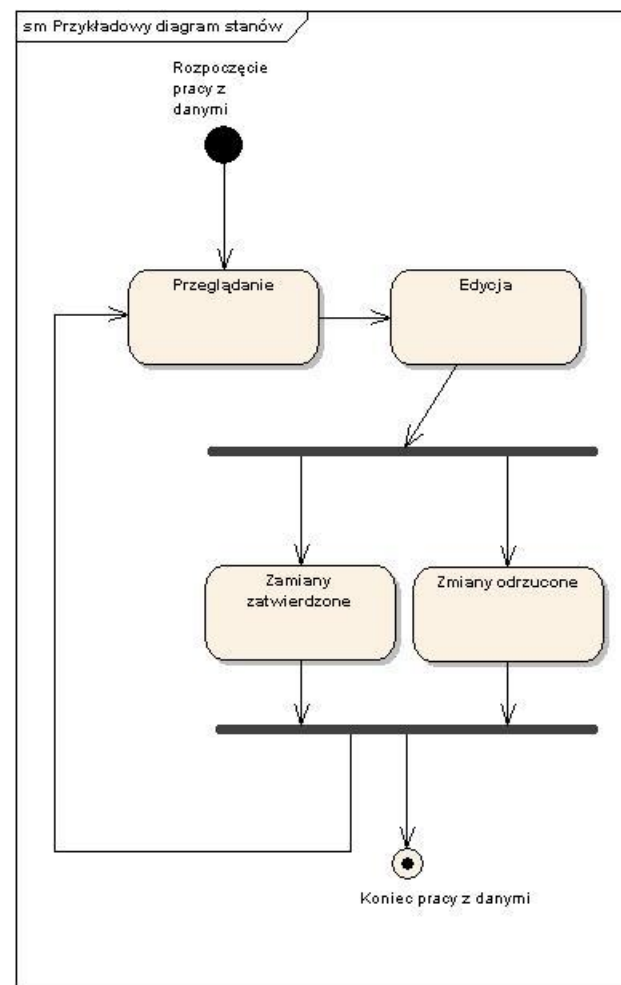 sm Przykładowy diagram stanów
Rozpoczęcie
pracy z
danymi
Przeglądanie
Edycja
Zamiany
zatwierdzone
Zmiany odrzucone
Koniec pracy z danymi